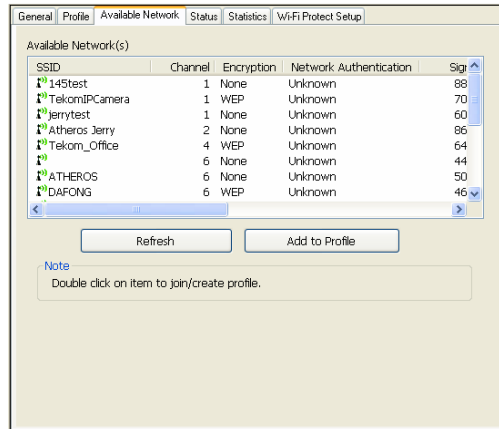 General Profile Available Network Status Statistics Wi-Fi Protect Setup
Available Network(s)
SSID Channel Encryption Network Authentication
145test 1 None Unknown 88
TekomIPCamera 1 WEP Unknown 70
jerrytest 1 None Unknown 60
Atheros Jerry 2 None Unknown 86
Tekom_Office 4 WEP Unknown 64
6 None Unknown 44
ATHEROS 6 None Unknown 50
DAFONG 6 WEP Unknown 46
Refresh Add to Profile
Note
Double click on item to join/create profile.